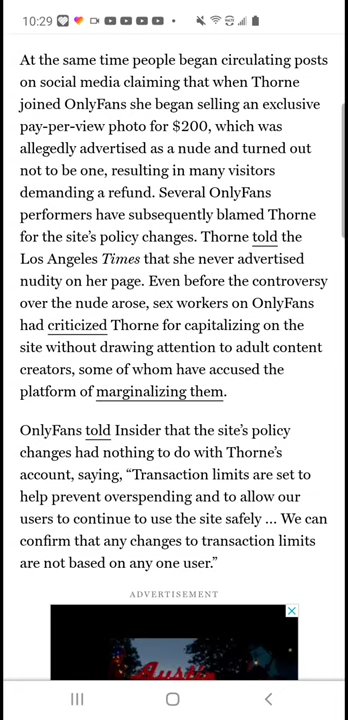 10:29
At the same time people began circulating posts
on social media claiming that when Thorne
joined OnlyFans she began selling an exclusive
pay-per-view photo for $200, which was
allegedly advertised as a nude and turned out
not to be one, resulting in many visitors
demanding a refund. Several OnlyFans
performers have subsequently blamed Thorne
for the site’s policy changes. Thorne told the
Los Angeles Times that she never advertised
nudity on her page. Even before the controversy
over the nude arose, sex workers on OnlyFans
had criticized Thorne for capitalizing on the
site without drawing attention to adult content
creators, some of whom have accused the
platform of marginalizing them.
OnlyFans told Insider that the site’s policy
changes had nothing to do with Thorne’s
account, saying, “Transaction limits are set to
help prevent overspending and to allow our
users to continue to use the site safely … We can
confirm that any changes to transaction limits
are not based on any one user.”
ADVERTISEMENT
Austin